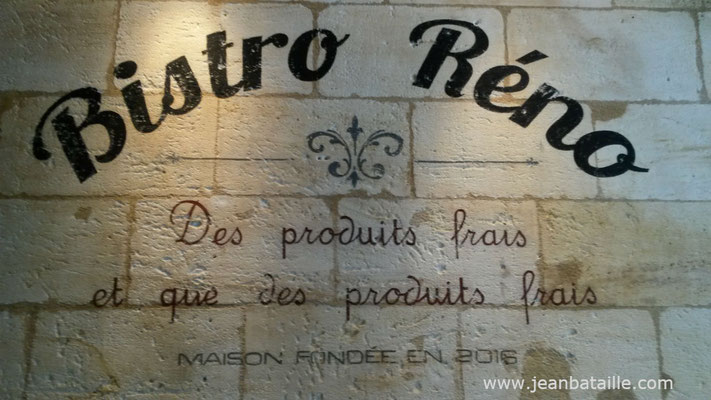 Bistro Réno
Des produits frais
et que des produits frais
MAISON FONDÉE EN 2016
www.jeanbataille.com